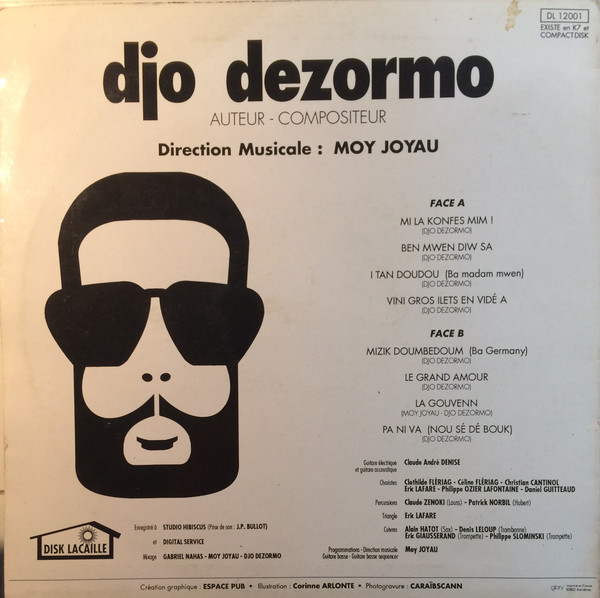 DL 12001
EXISTE en K7 et
COMPACTDISK
djo dezormo
AUTEUR - COMPOSITEUR
Direction Musicale : MOY JOYAU
FACE A
MI LA KONFES MIM !
(DJO DEZORMO)
BEN MWEN DIW SA
(DJO DEZORMO)
I TAN DOUDOU (Ba madam mwen)
(DJO DEZORMO)
VINI GROS ILETS EN VIDÉ A
(DJO DEZORMO)
FACE B
MIZIK DOUMBEDOUM (Ba Germany)
(DJO DEZORMO)
LE GRAND AMOUR
(DJO DEZORMO)
LA GOUVENN
(MOY JOYAU - DJO DEZORMO)
PA NI VA (NOU SÉ DÉ BOUK)
(DJO DEZORMO)
Guitare électrique et guitare acoustique Claude André DENISE
Choristes Clothilde FLÉRIAG - Céline FLÉRIAG - Christian CANTINOL
Eric LAFARE - Philippe OZIER LAFONTAINE - Daniel GUITTEAUD
Percussions Claude ZENOKI (Louis) - Patrick NORBIL (Hubert)
Triangle Eric LAFARE
Cuivres Alain HATOT (Sax) - Denis LELOUP (Trombonne)
Eric GIAUSSERAND (Trompette) - Philippe SLOMINSKI (Trompette)
Programmations - Direction musicale Moy JOYAU
Guitare basse - Guitare basse sequencer
DISK LACAILLE
Enregistré à STUDIO HIBISCUS (Prise de son : J.P. BULLOT)
et DIGITAL SERVICE
Mixage GABRIEL NAHAS - MOY JOYAU - DJO DEZORMO
Création graphique : ESPACE PUB • Illustration : Corinne ARLONTE • Photogravure : CARAÏBSCANN